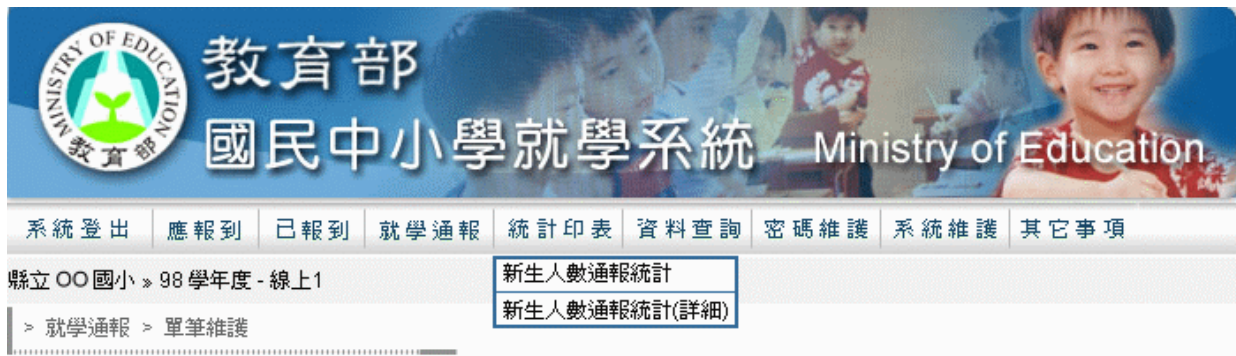 MINISTRY OF EDUCATION
教育部
教育部
國民中小學就學系統 Ministry of Education
系統登出 應報到 已報到 就學通報 統計印表 資料查詢 密碼維護 系統維護 其它事項
縣立 OO 國小 » 98 學年度 - 線上1
新生人數通報統計
新生人數通報統計(詳細)
> 就學通報 > 單筆維護